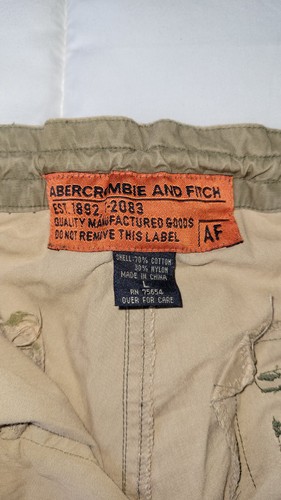 ABERCROMBIE AND FITCH
EST. 1892 -2083
QUALITY MANUFACTURED GOODS
DO NOT REMOVE THIS LABEL AF
SHELL:70% COTTON
30% NYLON
MADE IN CHINA
L
RN 75654
OVER FOR CARE